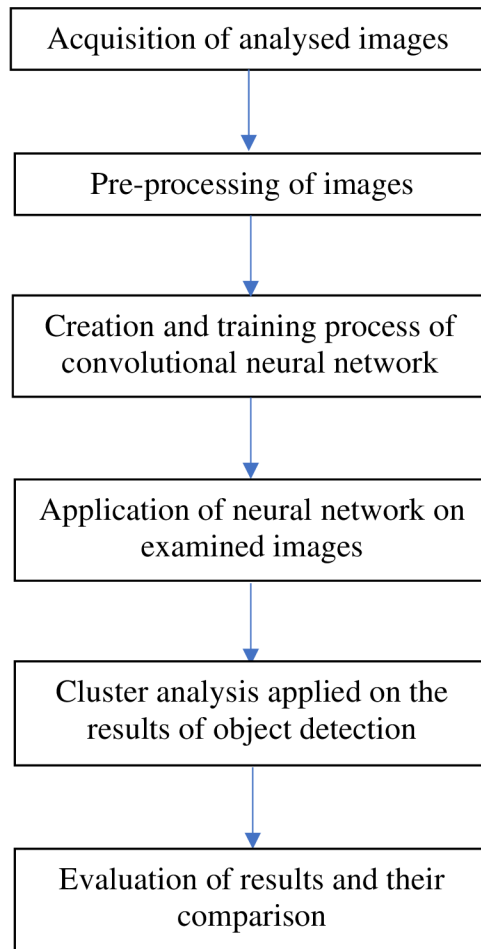 Acquisition of analysed images
Pre-processing of images
Creation and training process of
convolutional neural network
Application of neural network on
examined images
Cluster analysis applied on the
results of object detection
Evaluation of results and their
comparison